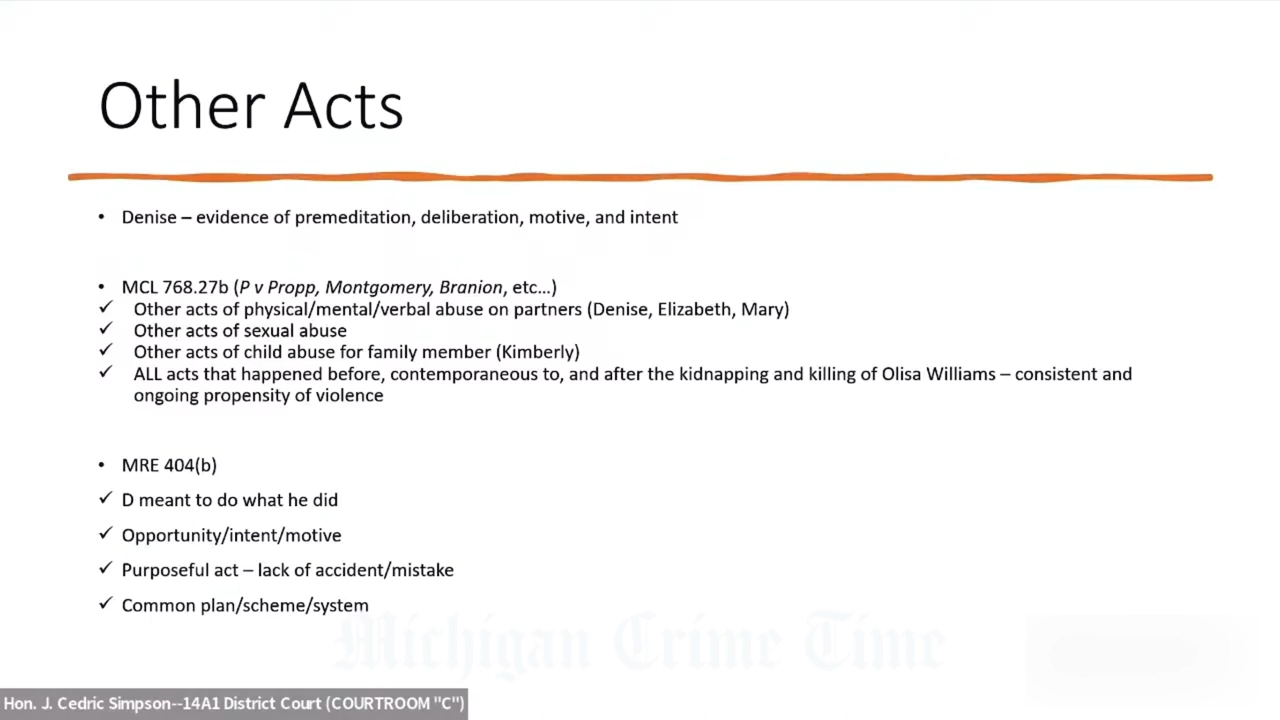 Other Acts
• Denise – evidence of premeditation, deliberation, motive, and intent
• MCL 768.27b (P v Propp, Montgomery, Branion, etc…)
✓ Other acts of physical/mental/verbal abuse on partners (Denise, Elizabeth, Mary)
✓ Other acts of sexual abuse
✓ Other acts of child abuse for family member (Kimberly)
✓ ALL acts that happened before, contemporaneous to, and after the kidnapping and killing of Olisa Williams – consistent and
ongoing propensity of violence
• MRE 404(b)
✓ D meant to do what he did
✓ Opportunity/intent/motive
✓ Purposeful act – lack of accident/mistake
✓ Common plan/scheme/system
Michigan Crime Time
Hon. J. Cedric Simpson--14A1 District Court (COURTROOM "C")